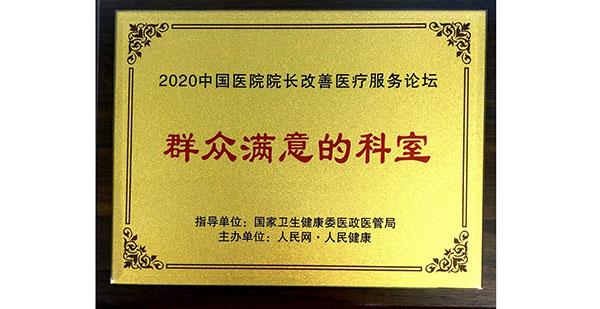 2020中国医院院长改善医疗服务论坛
群众满意的科室
指导单位：国家卫生健康委医政医管局
主办单位：人民网·人民健康